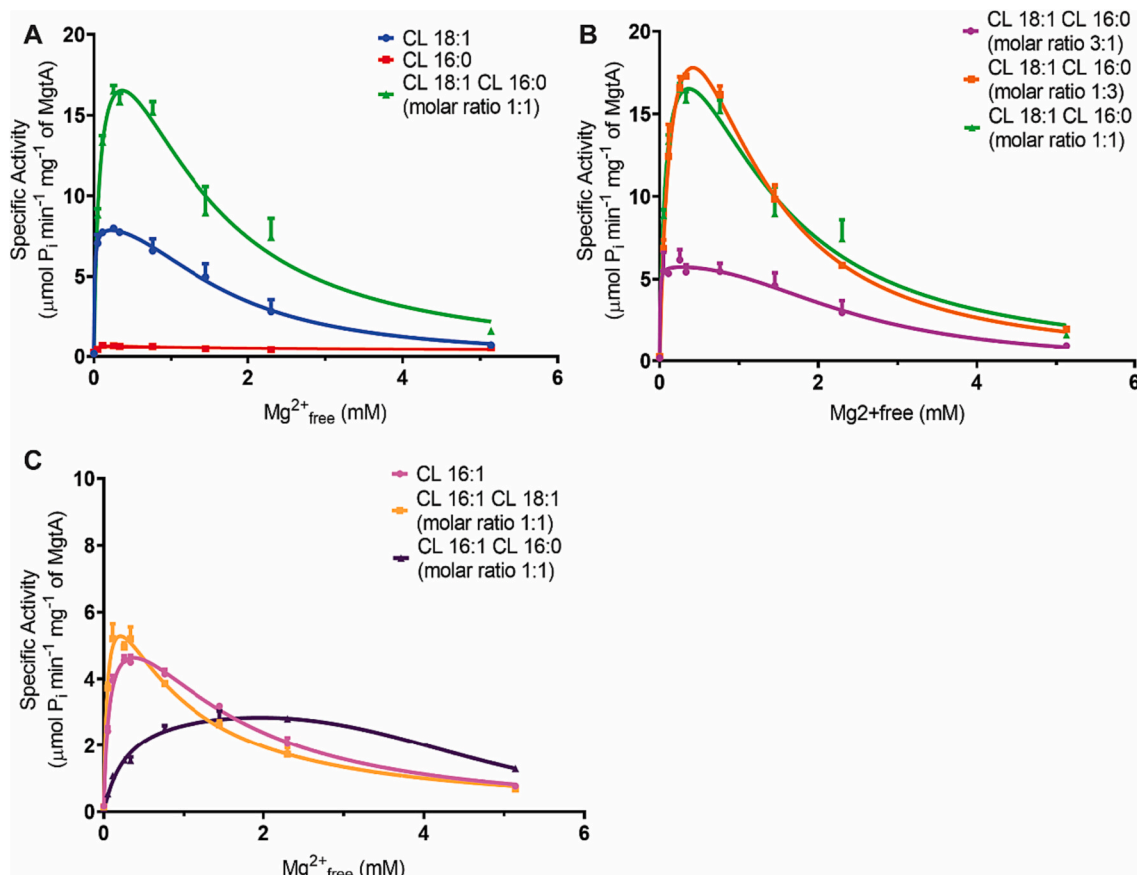 A
Specific Activity
(μmol Pi min-1 mg-1 of MgtA)
20
15
10
5
0
0
2
4
6
Mg2+free (mM)
CL 18:1
CL 16:0
CL 18:1 CL 16:0
(molar ratio 1:1)
B
Specific Activity
(μmol Pi min-1 mg-1 of MgtA)
20
15
10
5
0
0
2
4
6
Mg2+free (mM)
CL 18:1 CL 16:0
(molar ratio 3:1)
CL 18:1 CL 16:0
(molar ratio 1:3)
CL 18:1 CL 16:0
(molar ratio 1:1)
C
Specific Activity
(μmol Pi min-1 mg-1 of MgtA)
10
8
6
4
2
0
0
2
4
6
Mg2+free (mM)
CL 16:1
CL 16:1 CL 18:1
(molar ratio 1:1)
CL 16:1 CL 16:0
(molar ratio 1:1)